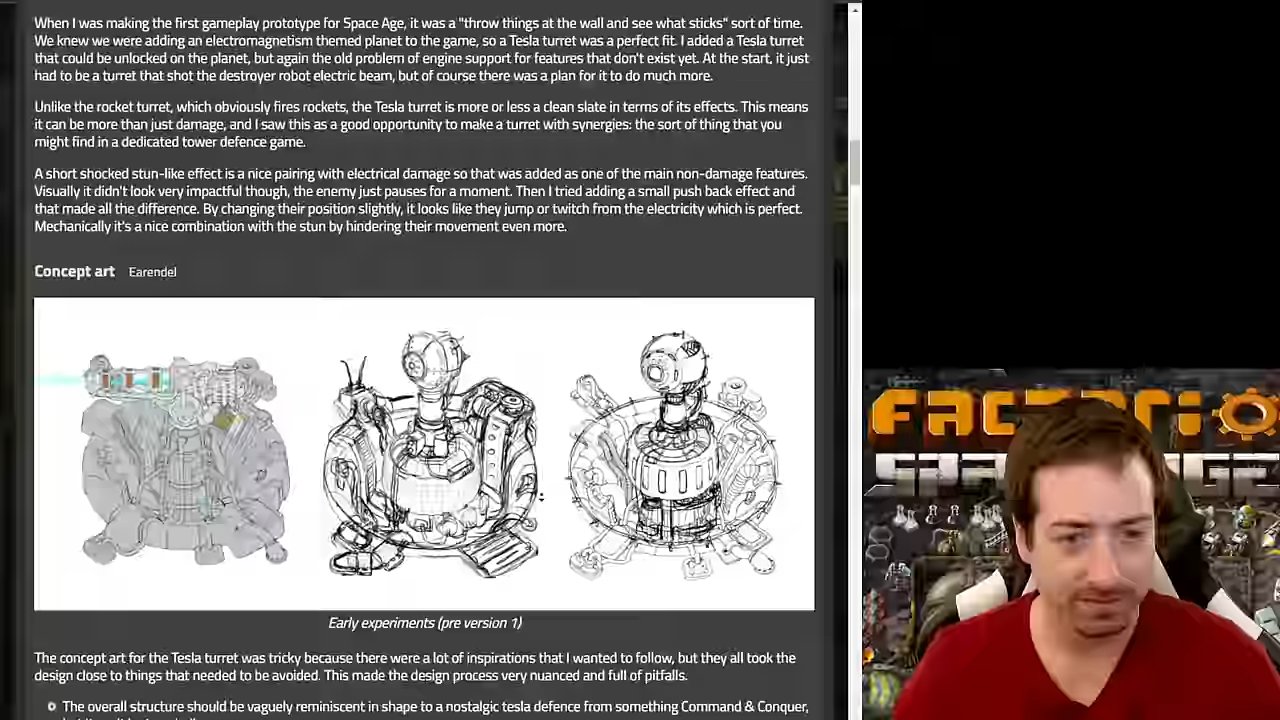 When I was making the first gameplay prototype for Space Age, it was a "throw things at the wall and see what sticks" sort of time.
We knew we were adding an electromagnetism themed planet to the game, so a Tesla turret was a perfect fit. I added a Tesla turret
that could be unlocked on the planet, but again the old problem of engine support for features that don't exist yet. At the start, it just
had to be a turret that shot the destroyer robot electric beam, but of course there was a plan for it to do much more.
Unlike the rocket turret, which obviously fires rockets, the Tesla turret is more or less a clean slate in terms of its effects. This means
it can be more than just damage, and I saw this as a good opportunity to make a turret with synergies: the sort of thing that you
might find in a dedicated tower defence game.
A short shocked stun-like effect is a nice pairing with electrical damage so that was added as one of the main non-damage features.
Visually it didn't look very impactful though, the enemy just pauses for a moment. Then I tried adding a small push back effect and
that made all the difference. By changing their position slightly, it looks like they jump or twitch from the electricity which is perfect.
Mechanically it's a nice combination with the stun by hindering their movement even more.
Concept art Earendel
Early experiments (pre version 1)
The concept art for the Tesla turret was tricky because there were a lot of inspirations that I wanted to follow, but they all took the
design close to things that needed to be avoided. This made the design process very nuanced and full of pitfalls.
The overall structure should be vaguely reminiscent in shape to a nostalgic tesla defence from something Command & Conquer,